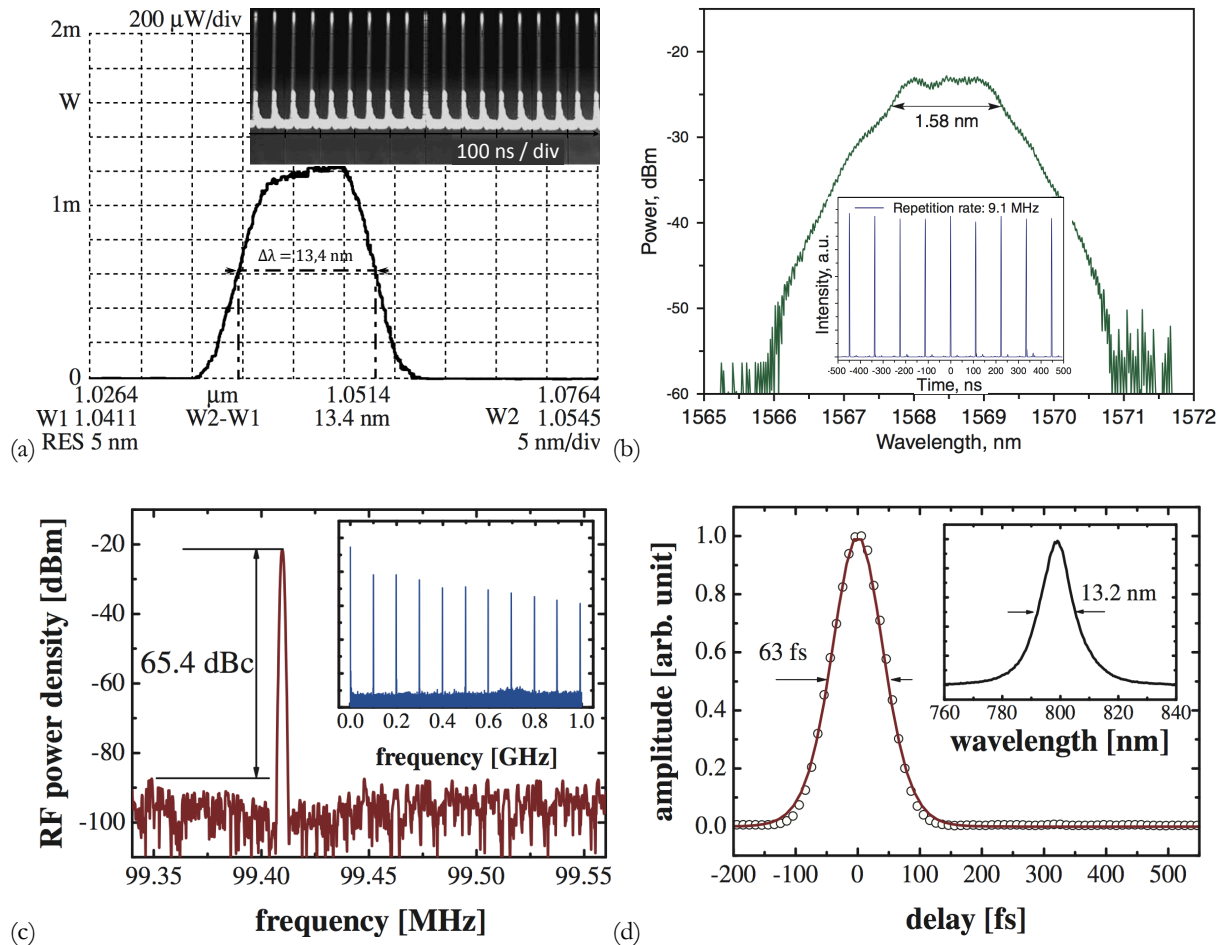 200 μW/div
2m
W
1m
0
100 ns / div
Δλ = 13,4 nm
1.0264 μm 1.0514 1.0764
W1 1.0411 W2-W1 13.4 nm W2 1.0545
RES 5 nm 5 nm/div
(a)
-20
-30
-40
-50
-60
Power, dBm
1.58 nm
Repetition rate: 9.1 MHz
Intensity, a.u.
-500 -400 -300 -200 -100 0 100 200 300 400 500
Time, ns
1565 1566 1567 1568 1569 1570 1571 1572
Wavelength, nm
(b)
RF power density [dBm]
-20
-40
-60
-80
-100
65.4 dBc
0.0 0.2 0.4 0.6 0.8 1.0
frequency [GHz]
99.35 99.40 99.45 99.50 99.55
frequency [MHz]
(c)
amplitude [arb. unit]
1.0
0.8
0.6
0.4
0.2
0.0
63 fs
13.2 nm
760 780 800 820 840
wavelength [nm]
-200 -100 0 100 200 300 400 500
delay [fs]
(d)